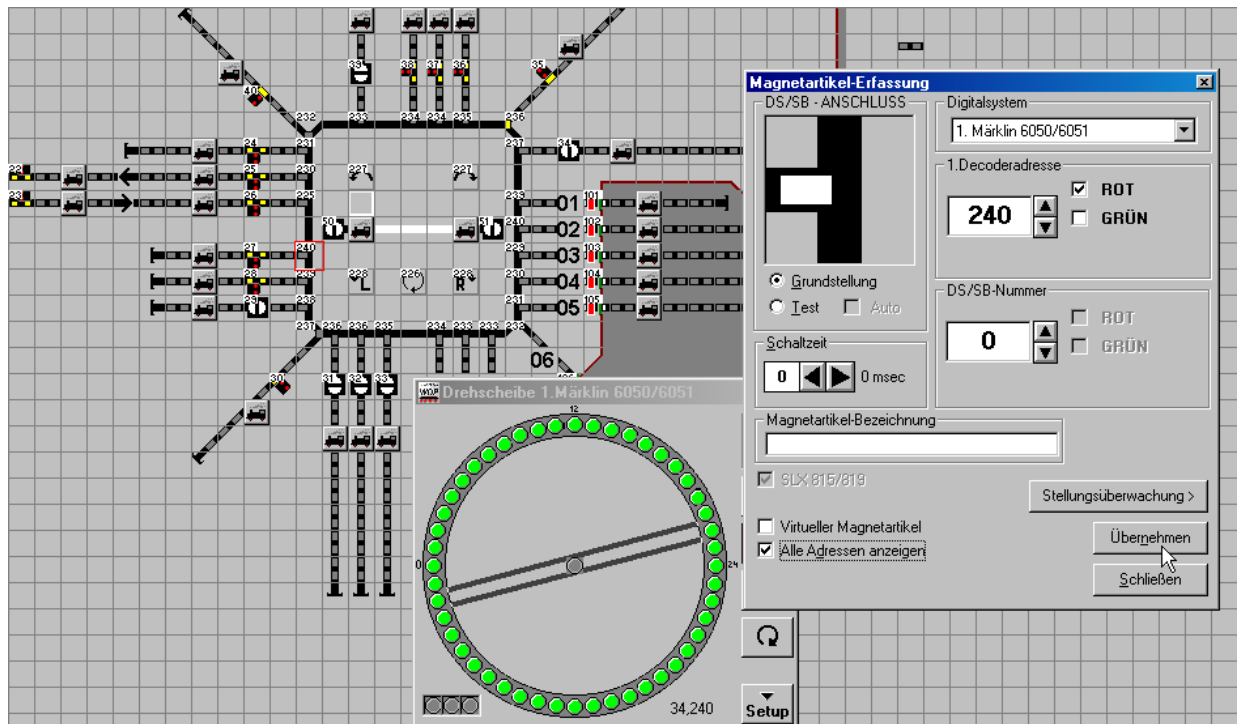 39 38 37 36 35
40
232 233 234 234 235 236
24 231 237 34
22 25 230 227 227
23 26 225 239 01 101
50 51 240 02 102
27 240 229 03 103
28 239 228 L 226 228 R 230 04 104
29 238 231 05 105
237 236 236 235 234 233 233 232
06
30 31 32 33
Drehscheibe 1.Märklin 6050/6051
12
0
24
34,240
Setup
Magnetartikel-Erfassung
DS/SB - ANSCHLUSS
Grundstellung
Test Auto
Schaltzeit
0 0 msec
Digitalsystem
1. Märklin 6050/6051
1.Decoderadresse
240
ROT
GRÜN
DS/SB-Nummer
0
ROT
GRÜN
Magnetartikel-Bezeichnung
SLX 815/819
Stellungsüberwachung >
Virtueller Magnetartikel
Alle Adressen anzeigen
Übernehmen
Schließen